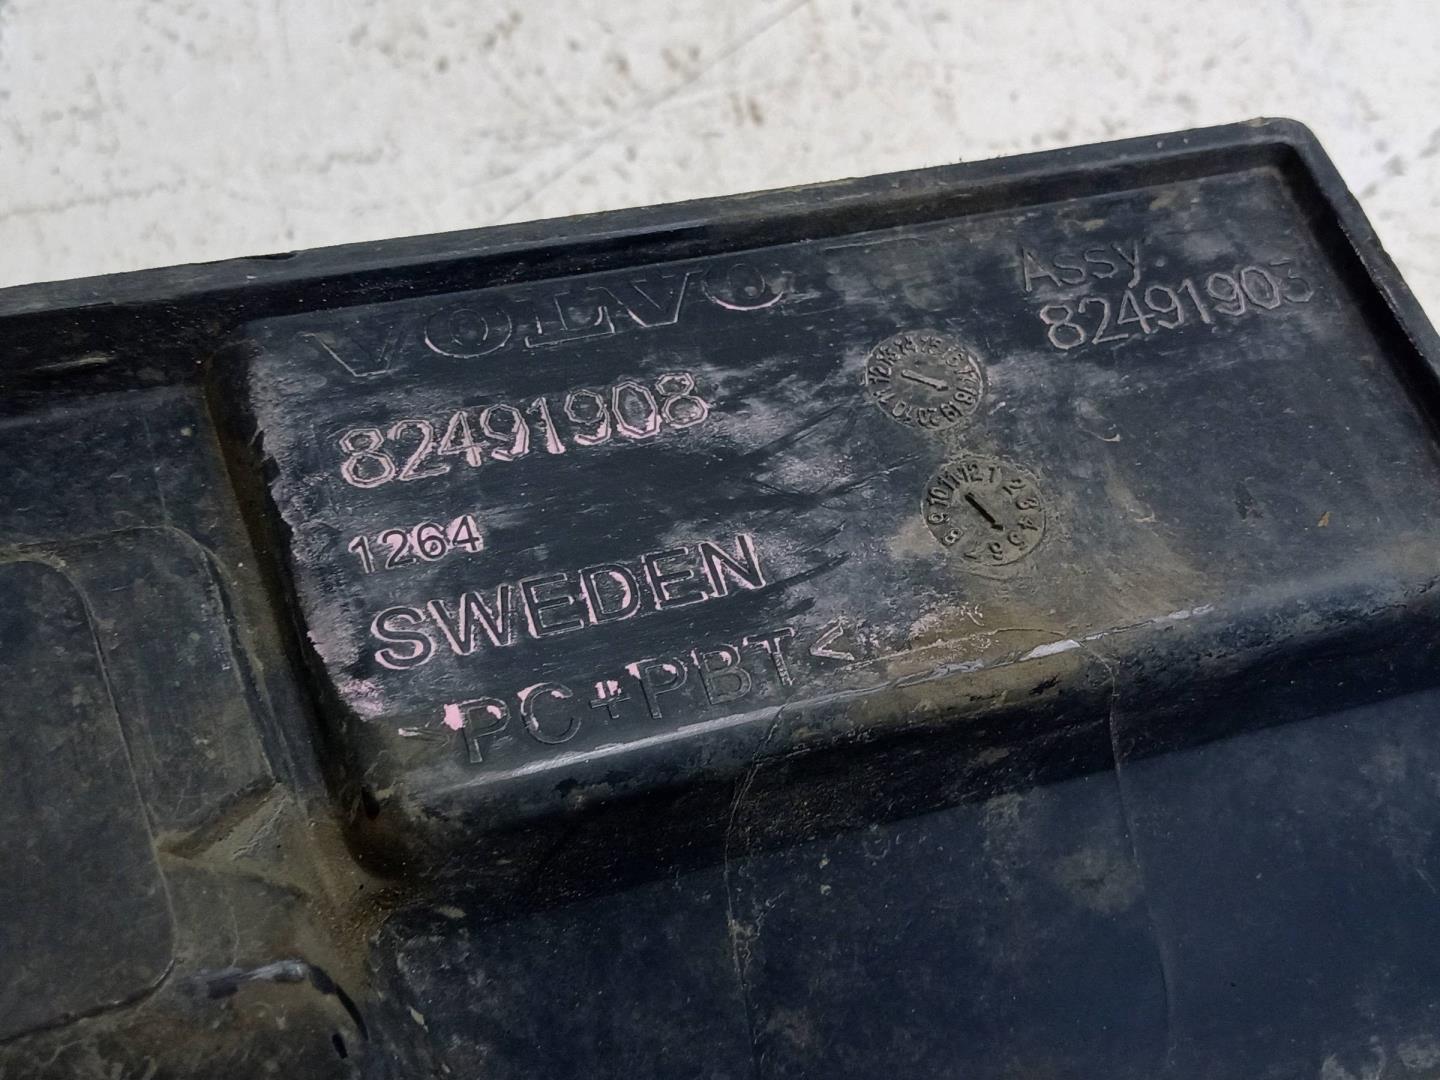 VOLVO
Assy.
82491903
82491908
1264
SWEDEN
>PC+PBT<